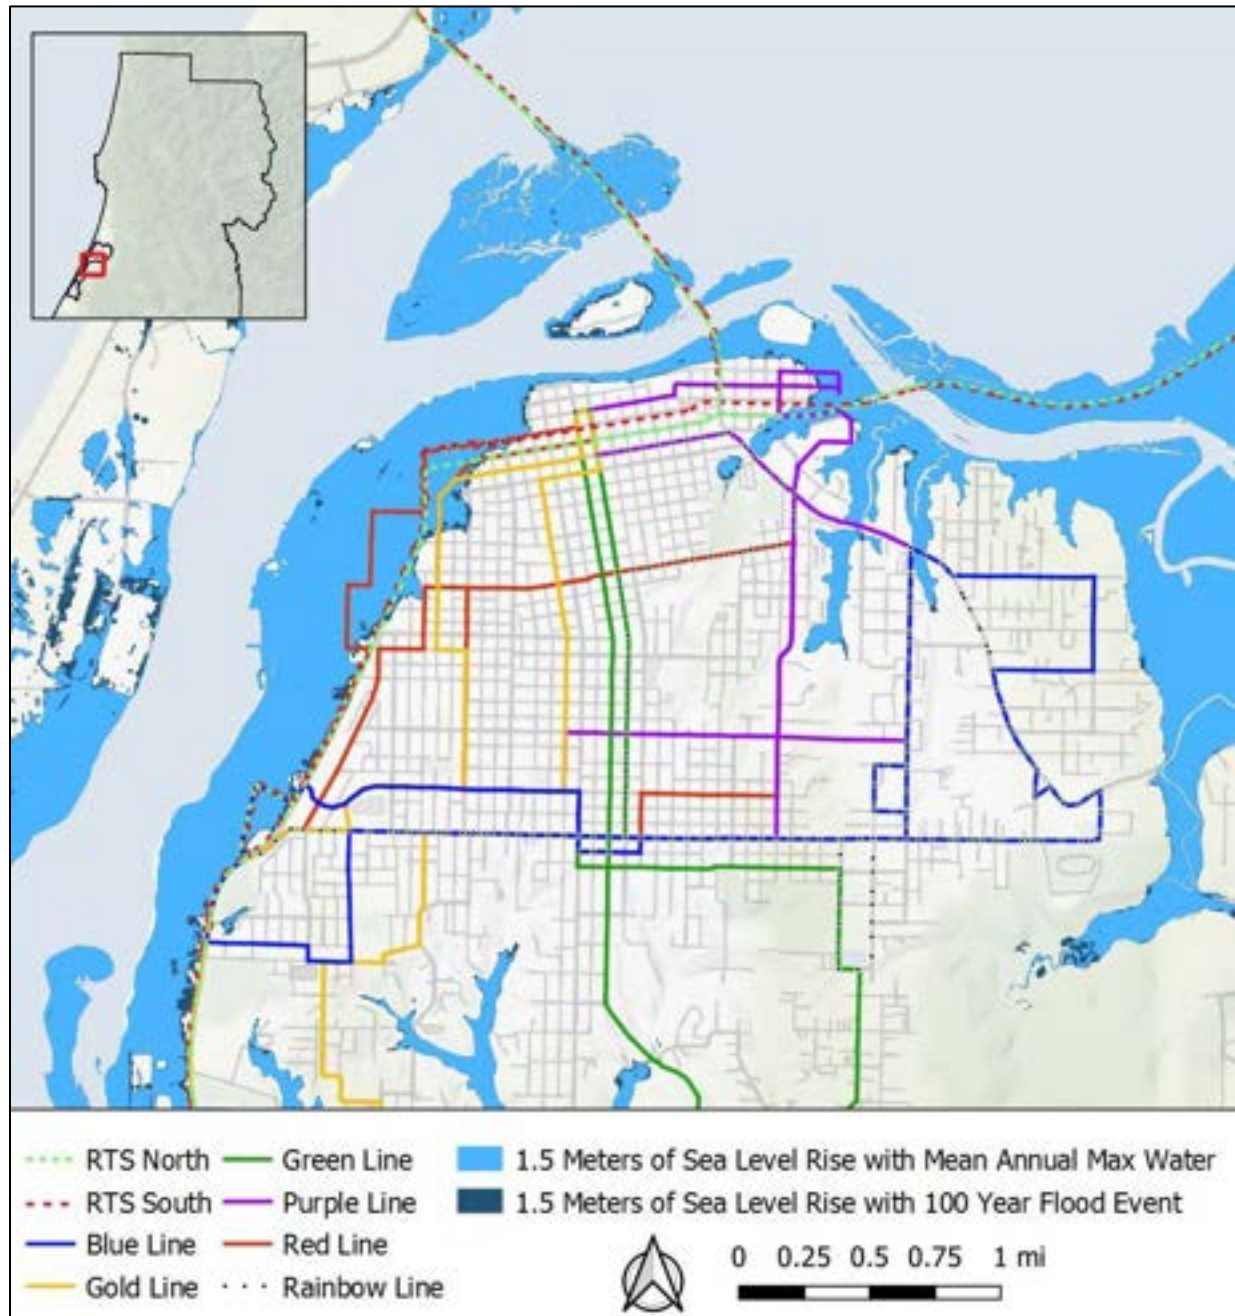 RTS North
Green Line
1.5 Meters of Sea Level Rise with Mean Annual Max Water
RTS South
Purple Line
1.5 Meters of Sea Level Rise with 100 Year Flood Event
Blue Line
Red Line
0 0.25 0.5 0.75 1 mi
Gold Line
Rainbow Line